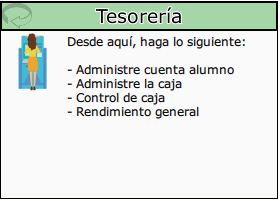 Tesorería
Desde aquí, haga lo siguiente:
- Administre cuenta alumno
- Administre la caja
- Control de caja
- Rendimiento general